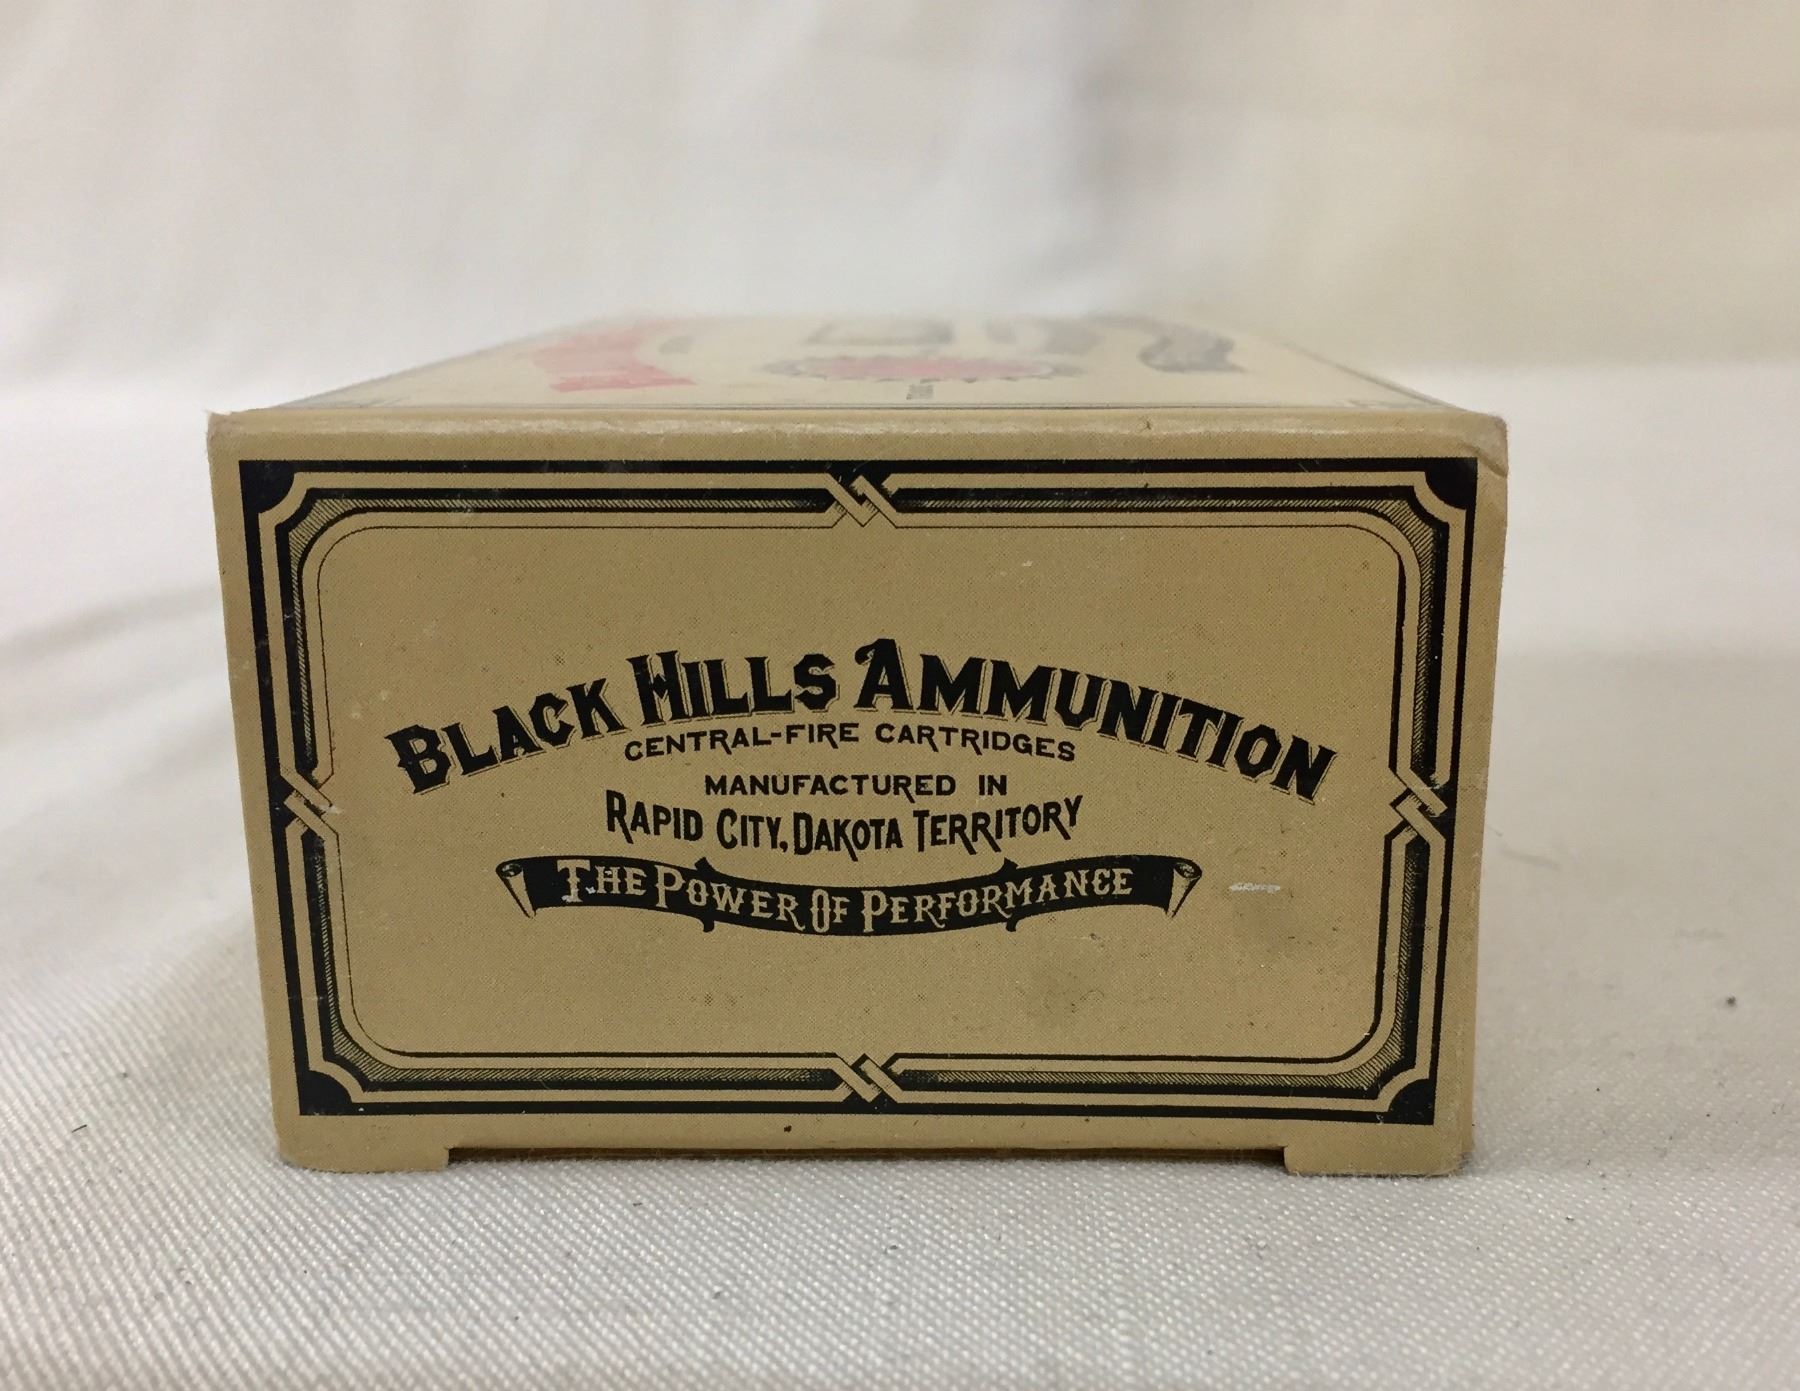 BLACK HILLS AMMUNITION
CENTRAL-FIRE CARTRIDGES
MANUFACTURED IN
RAPID CITY, DAKOTA TERRITORY
THE POWER OF PERFORMANCE